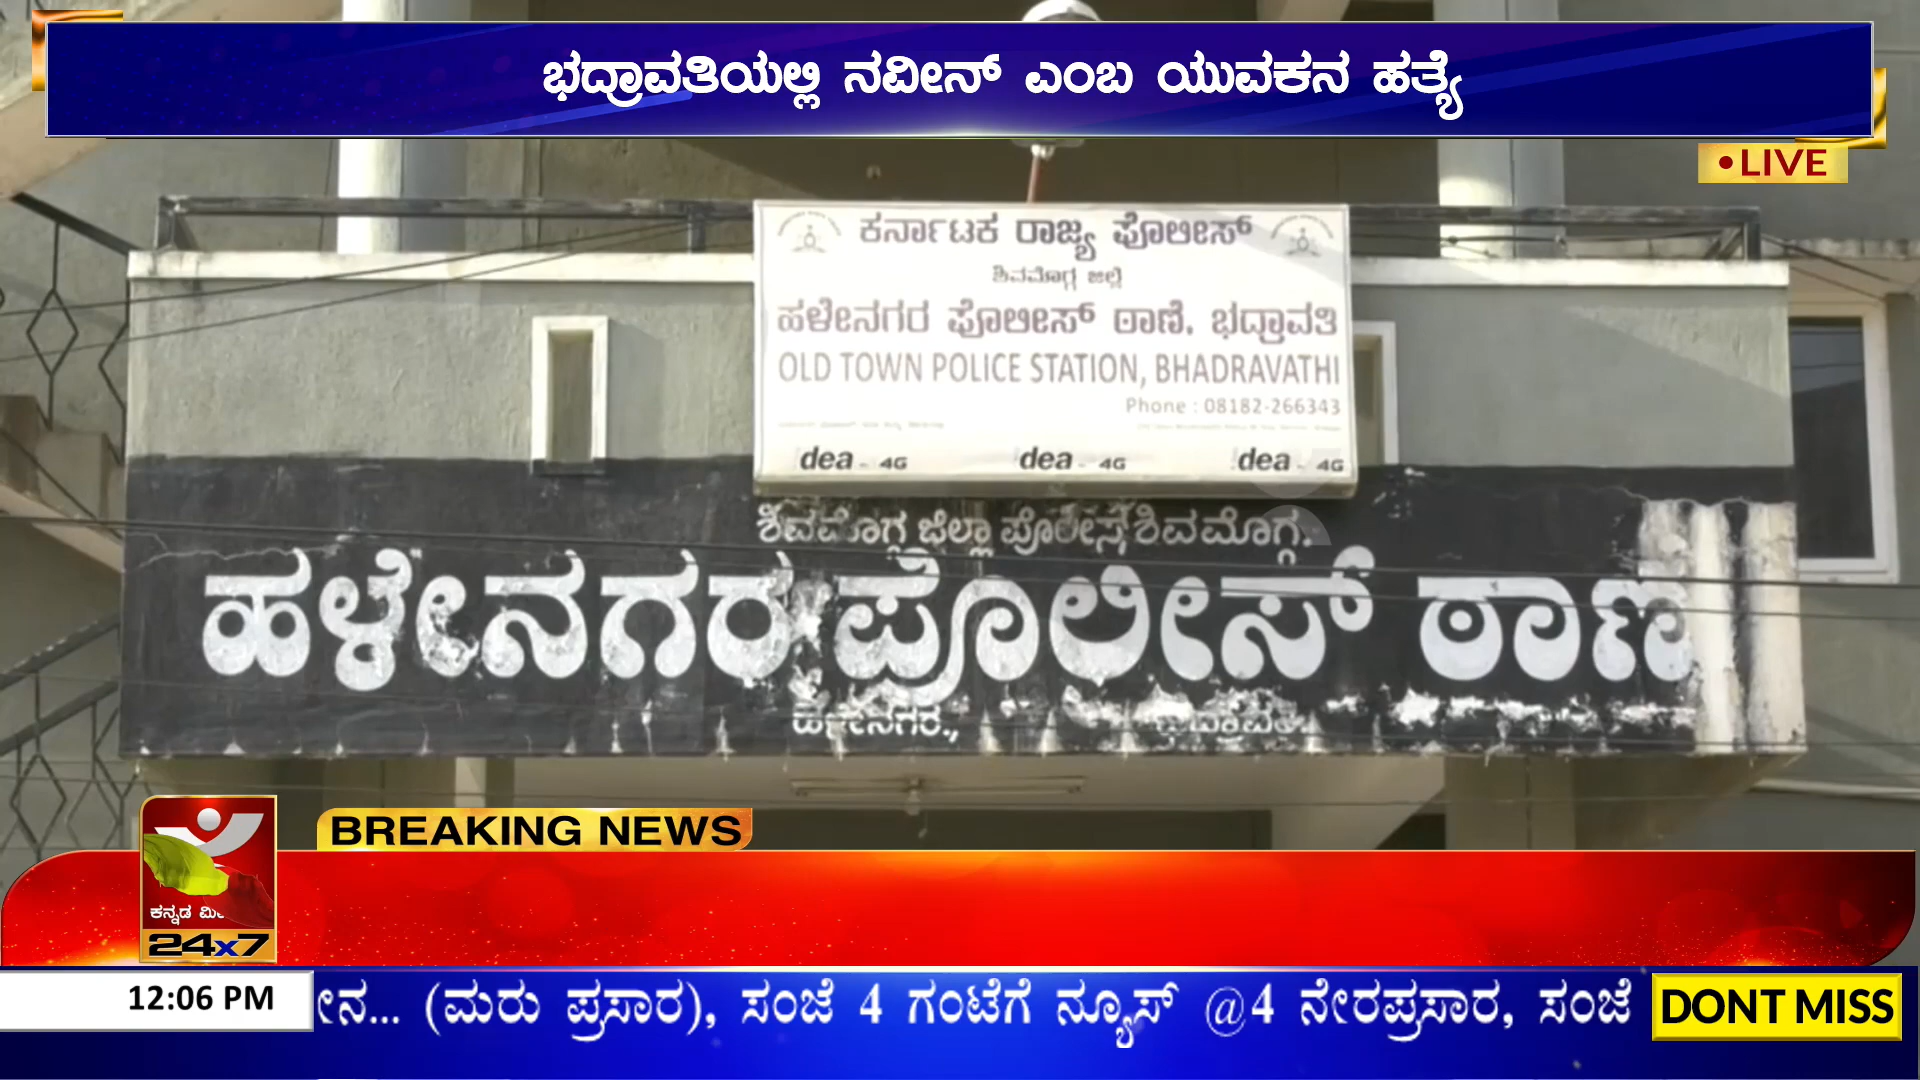 ಭದ್ರಾವತಿಯಲ್ಲಿ ನವೀನ್ ಎಂಬ ಯುವಕನ ಹತ್ಯೆ
• LIVE
ಕರ್ನಾಟಕ ರಾಜ್ಯ ಪೊಲೀಸ್
ಶಿವಮೊಗ್ಗ ಜಿಲ್ಲೆ
ಹಳೇನಗರ ಪೊಲೀಸ್ ಠಾಣೆ. ಭದ್ರಾವತಿ
OLD TOWN POLICE STATION, BHADRAVATHI
Phone : 08182-266343
!dea 4G !dea 4G !dea 4G
ಶಿವಮೊಗ್ಗ ಜಿಲ್ಲಾ ಪೊಲೀಸ್ ಶಿವಮೊಗ್ಗ.
ಹಳೇನಗರ ಪೊಲೀಸ್ ಠಾಣೆ
ಹಳೇನಗರ.,
BREAKING NEWS
ಕನ್ನಡ
24x7
12:06 PM
ೀನ... (ಮರು ಪ್ರಸಾರ), ಸಂಜೆ 4 ಗಂಟೆಗೆ ನ್ಯೂಸ್ @4 ನೇರಪ್ರಸಾರ, ಸಂಜೆ
DONT MISS